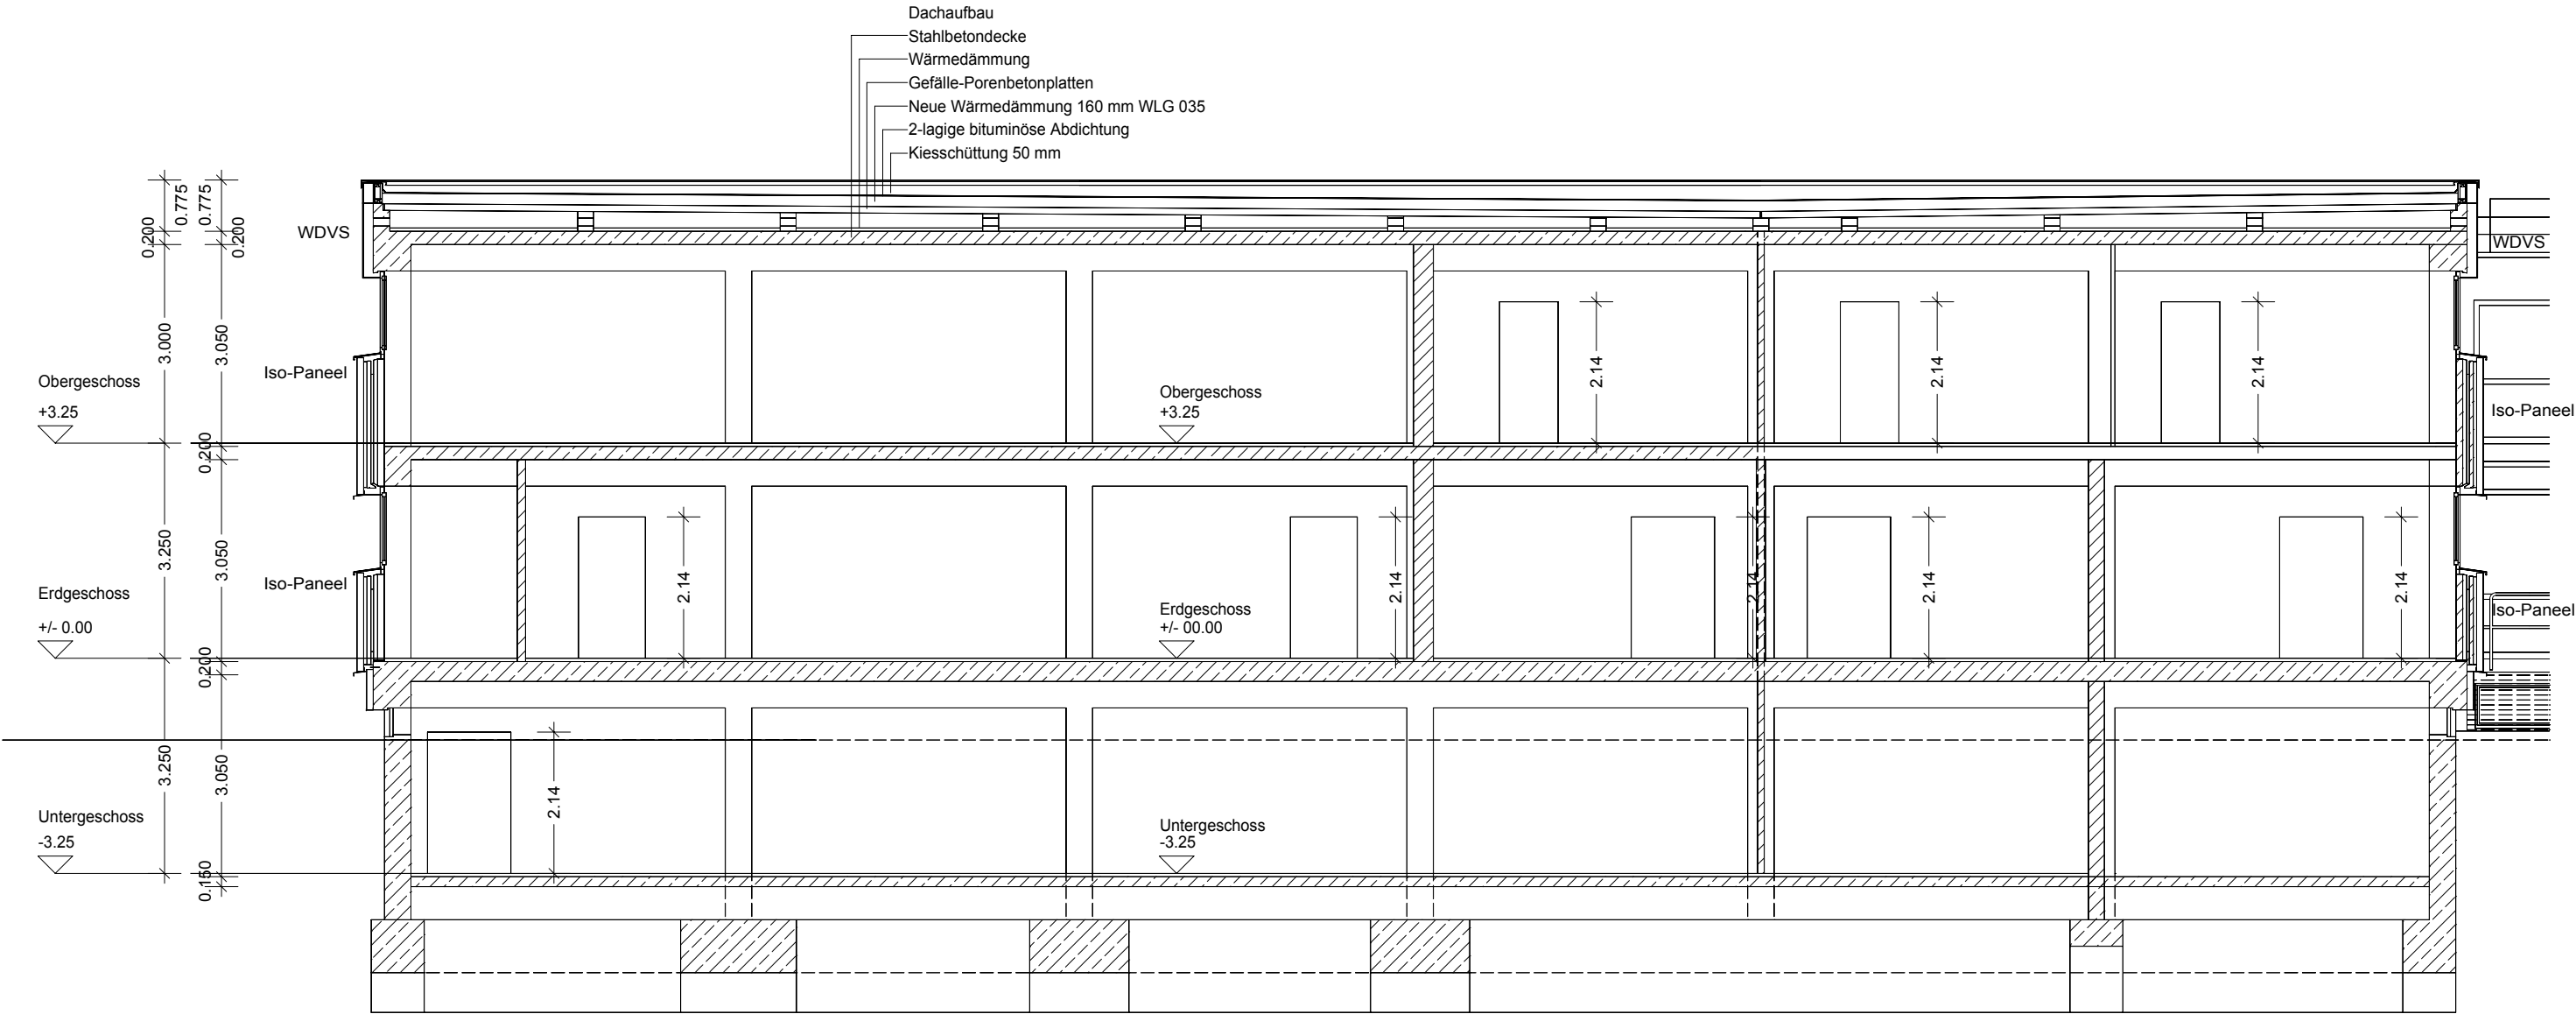 Dachaufbau
Stahlbetondecke
Wärmedämmung
Gefälle-Porenbetonplatten
Neue Wärmedämmung 160 mm WLG 035
2-lagige bituminöse Abdichtung
Kiesschüttung 50 mm
0.775
0.775
0.200
0.200
WDVS
WDVS
3.000
3.050
2.14
2.14
2.14
Iso-Paneel
Obergeschoss
+3.25
Obergeschoss
+3.25
Iso-Paneel
0.200
3.250
3.050
Iso-Paneel
2.14
2.14
2.14
2.14
2.14
Erdgeschoss
+/- 0.00
Erdgeschoss
+/- 00.00
Iso-Paneel
0.200
3.250
3.050
2.14
Untergeschoss
-3.25
Untergeschoss
-3.25
0.150